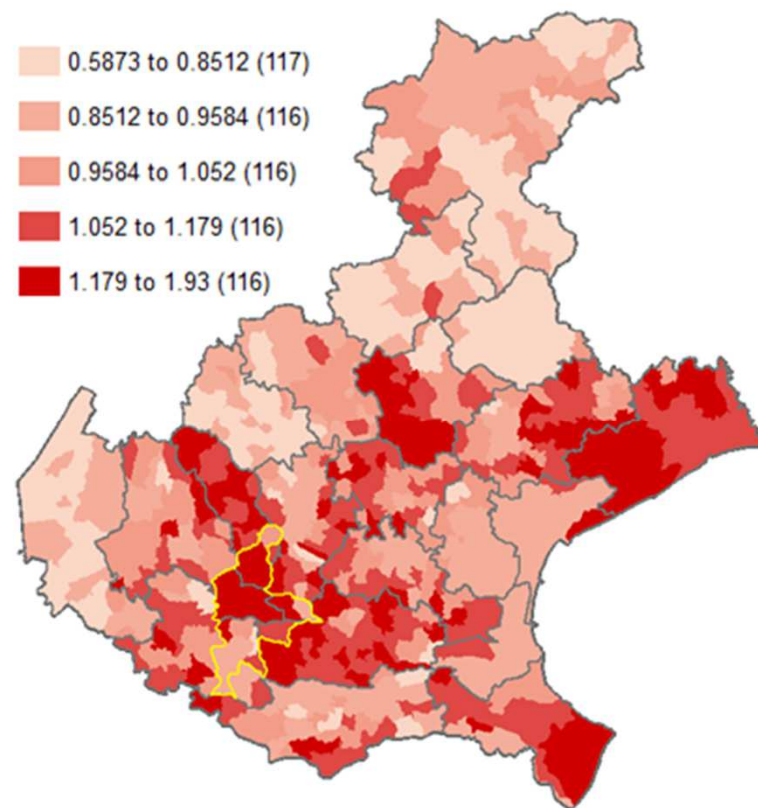 0.5873 to 0.8512 (117)
0.8512 to 0.9584 (116)
0.9584 to 1.052 (116)
1.052 to 1.179 (116)
1.179 to 1.93 (116)